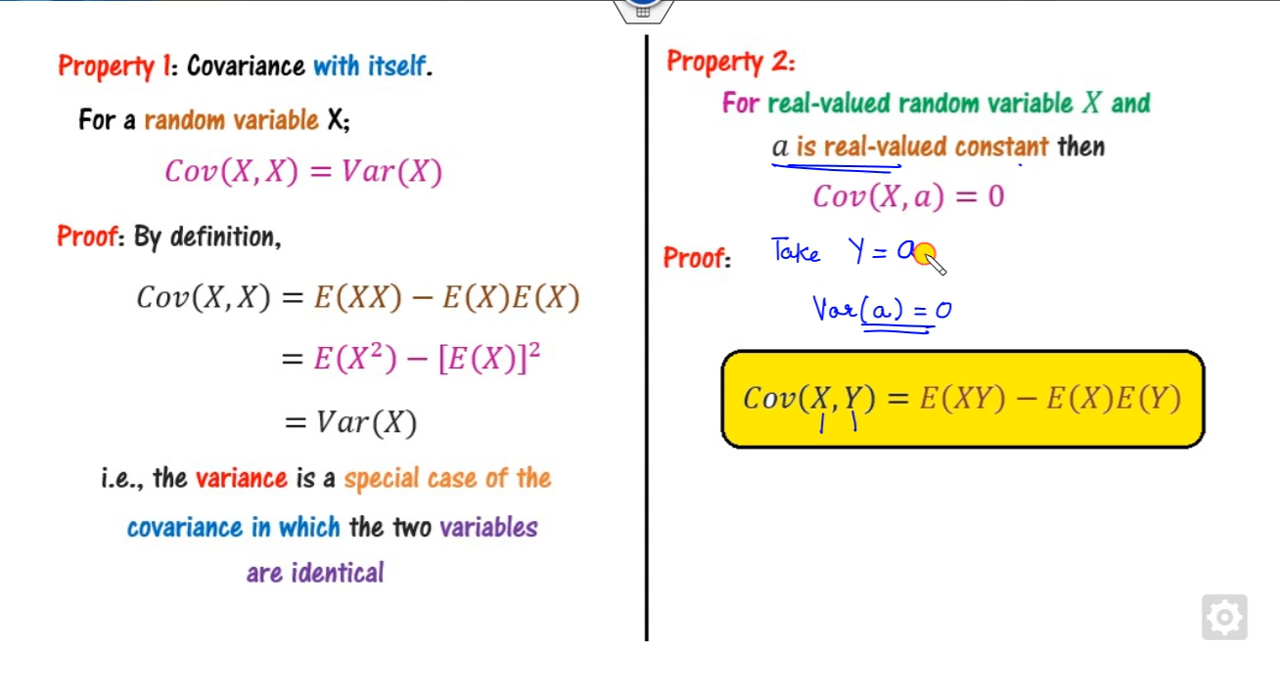 Property 1: Covariance with itself.
For a random variable X;
Cov(X, X) = Var(X)
Proof: By definition,
Cov(X, X) = E(XX) − E(X)E(X)
= E(X²) − [E(X)]²
= Var(X)
i.e., the variance is a special case of the
covariance in which the two variables
are identical
Property 2:
For real-valued random variable X and
a is real-valued constant then
Cov(X, a) = 0
Proof: Take Y = a
Var(a) = 0
Cov(X, Y) = E(XY) − E(X)E(Y)